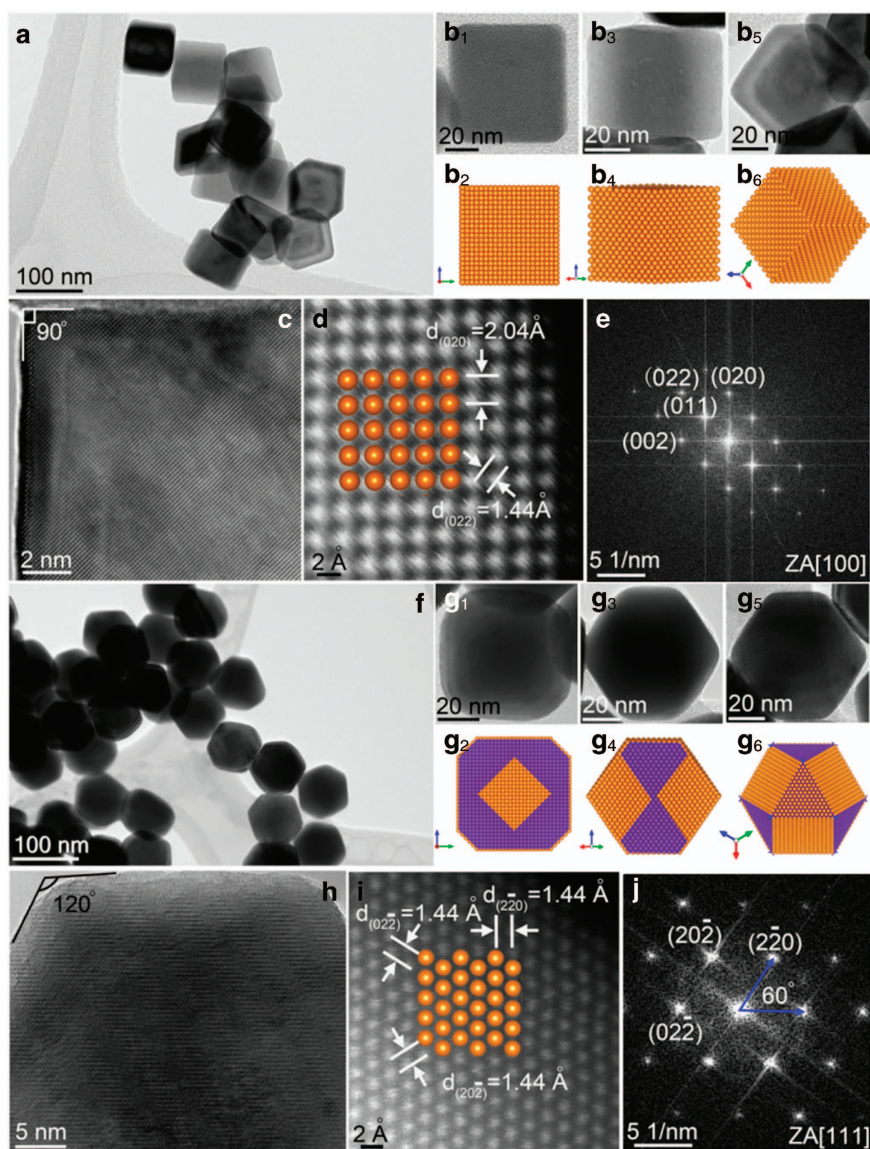 a
100 nm
b1
20 nm
b3
20 nm
b5
20 nm
b2
b4
b6
90°
c
2 nm
d
d(020)=2.04Å
d(022)=1.44Å
2 Å
e
(022) (020)
(011)
(002)
5 1/nm
ZA[100]
f
100 nm
g1
20 nm
g3
20 nm
g5
20 nm
g2
g4
g6
120°
h
5 nm
i
d(22̅0)=1.44 Å
d(022̅)=1.44 Å
d(202̅)=1.44 Å
2 Å
j
(202̅) (22̅0)
60°
(022̅)
5 1/nm
ZA[111]